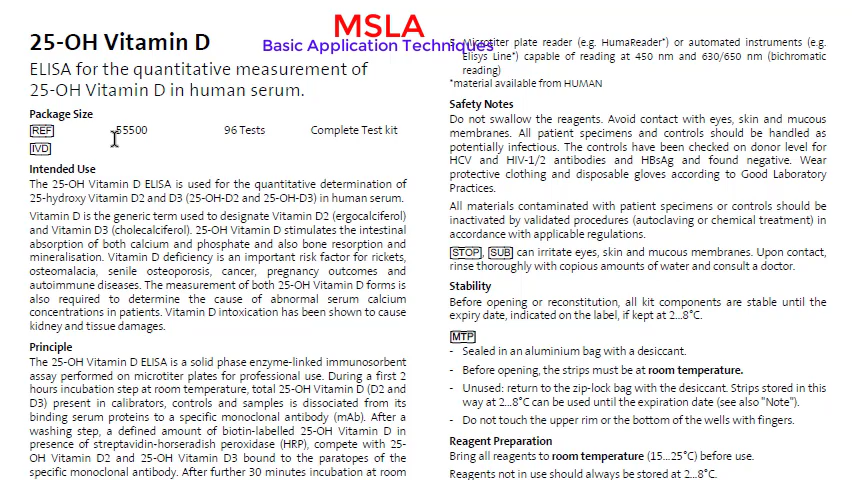 MSLA
Basic Application Techniques
25-OH Vitamin D
ELISA for the quantitative measurement of
25-OH Vitamin D in human serum.
Package Size
REF 55500 96 Tests Complete Test kit
IVD
Intended Use
The 25-OH Vitamin D ELISA is used for the quantitative determination of
25-hydroxy Vitamin D2 and D3 (25-OH-D2 and 25-OH-D3) in human serum.
Vitamin D is the generic term used to designate Vitamin D2 (ergocalciferol)
and Vitamin D3 (cholecalciferol). 25-OH Vitamin D stimulates the intestinal
absorption of both calcium and phosphate and also bone resorption and
mineralisation. Vitamin D deficiency is an important risk factor for rickets,
osteomalacia, senile osteoporosis, cancer, pregnancy outcomes and
autoimmune diseases. The measurement of both 25-OH Vitamin D forms is
also required to determine the cause of abnormal serum calcium
concentrations in patients. Vitamin D intoxication has been shown to cause
kidney and tissue damages.
Principle
The 25-OH Vitamin D ELISA is a solid phase enzyme-linked immunosorbent
assay performed on microtiter plates for professional use. During a first 2
hours incubation step at room temperature, total 25-OH Vitamin D (D2 and
D3) present in calibrators, controls and samples is dissociated from its
binding serum proteins to a specific monoclonal antibody (mAb). After a
washing step, a defined amount of biotin-labelled 25-OH Vitamin D in
presence of streptavidin-horseradish peroxidase (HRP), compete with 25-
OH Vitamin D2 and 25-OH Vitamin D3 bound to the paratopes of the
specific monoclonal antibody. After further 30 minutes incubation at room
Microtiter plate reader (e.g. HumaReader*) or automated instruments (e.g.
Elisys Line*) capable of reading at 450 nm and 630/650 nm (bichromatic
reading)
*material available from HUMAN
Safety Notes
Do not swallow the reagents. Avoid contact with eyes, skin and mucous
membranes. All patient specimens and controls should be handled as
potentially infectious. The controls have been checked on donor level for
HCV and HIV-1/2 antibodies and HBsAg and found negative. Wear
protective clothing and disposable gloves according to Good Laboratory
Practices.
All materials contaminated with patient specimens or controls should be
inactivated by validated procedures (autoclaving or chemical treatment) in
accordance with applicable regulations.
STOP, SUB can irritate eyes, skin and mucous membranes. Upon contact,
rinse thoroughly with copious amounts of water and consult a doctor.
Stability
Before opening or reconstitution, all kit components are stable until the
expiry date, indicated on the label, if kept at 2...8°C.
MTP
- Sealed in an aluminium bag with a desiccant.
- Before opening, the strips must be at room temperature.
- Unused: return to the zip-lock bag with the desiccant. Strips stored in this
way at 2...8°C can be used until the expiration date (see also "Note").
- Do not touch the upper rim or the bottom of the wells with fingers.
Reagent Preparation
Bring all reagents to room temperature (15...25°C) before use.
Reagents not in use should always be stored at 2...8°C.